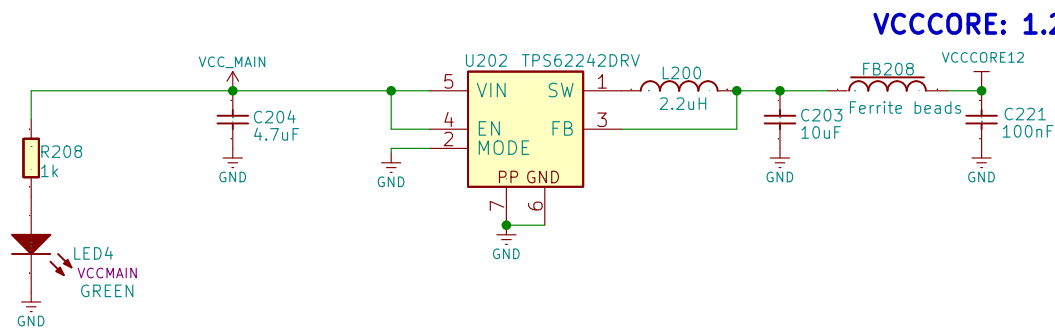 VCCCORE: 1.2
VCC_MAIN
U202 TPS62242DRV
VCCCORE12
L200
2.2uH
FB208
Ferrite beads
5
VIN
SW
1
4
EN
FB
3
2
MODE
PP GND
7
6
C204
4.7uF
GND
GND
GND
C203
10uF
GND
C221
100nF
GND
R208
1k
LED4
VCCMAIN
GREEN
GND